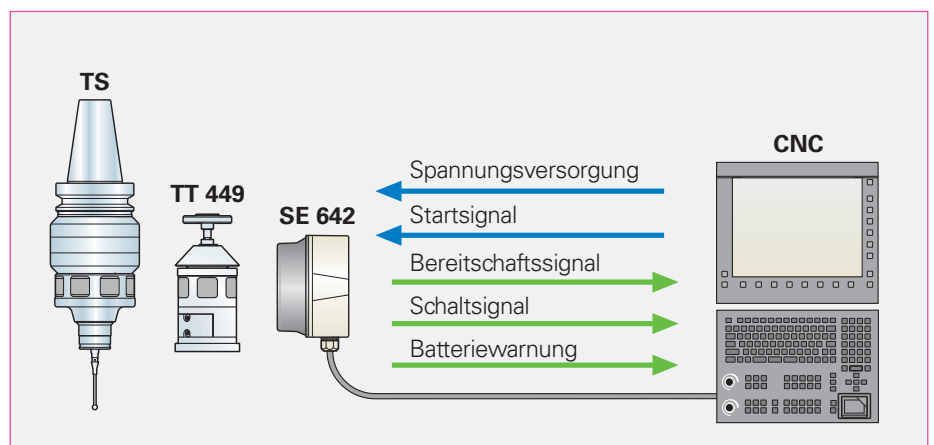 TS
TT 449
SE 642
CNC
Spannungsversorgung
Startsignal
Bereitschaftssignal
Schaltsignal
Batteriewarnung